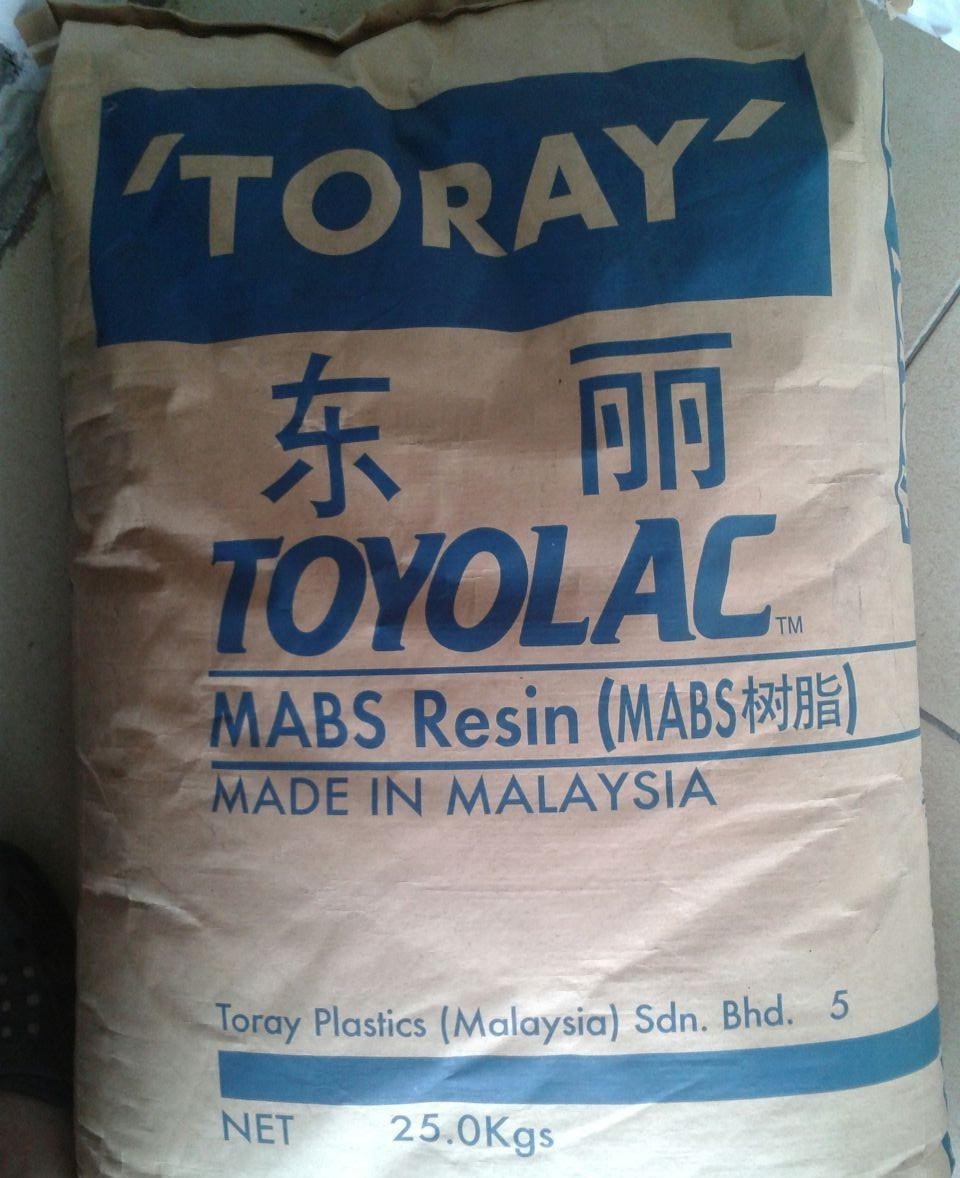 'TORAY'
东丽
TOYOLAC™
MABS Resin (MABS树脂)
MADE IN MALAYSIA
Toray Plastics (Malaysia) Sdn. Bhd. 5
NET 25.0Kgs